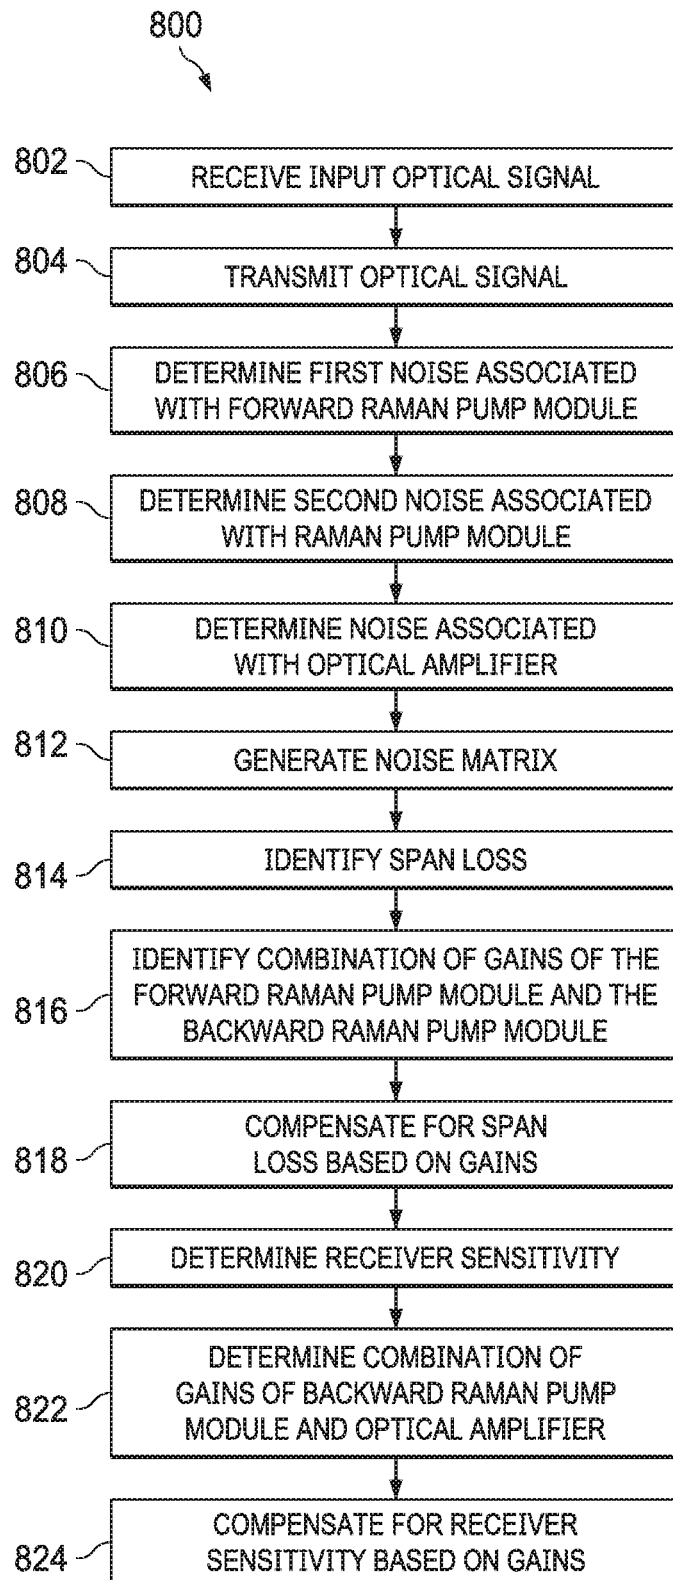 800
802
RECEIVE INPUT OPTICAL SIGNAL
804
TRANSMIT OPTICAL SIGNAL
806
DETERMINE FIRST NOISE ASSOCIATED
WITH FORWARD RAMAN PUMP MODULE
808
DETERMINE SECOND NOISE ASSOCIATED
WITH RAMAN PUMP MODULE
810
DETERMINE NOISE ASSOCIATED
WITH OPTICAL AMPLIFIER
812
GENERATE NOISE MATRIX
814
IDENTIFY SPAN LOSS
816
IDENTIFY COMBINATION OF GAINS OF THE
FORWARD RAMAN PUMP MODULE AND THE
BACKWARD RAMAN PUMP MODULE
818
COMPENSATE FOR SPAN
LOSS BASED ON GAINS
820
DETERMINE RECEIVER SENSITIVITY
822
DETERMINE COMBINATION OF
GAINS OF BACKWARD RAMAN PUMP
MODULE AND OPTICAL AMPLIFIER
824
COMPENSATE FOR RECEIVER
SENSITIVITY BASED ON GAINS